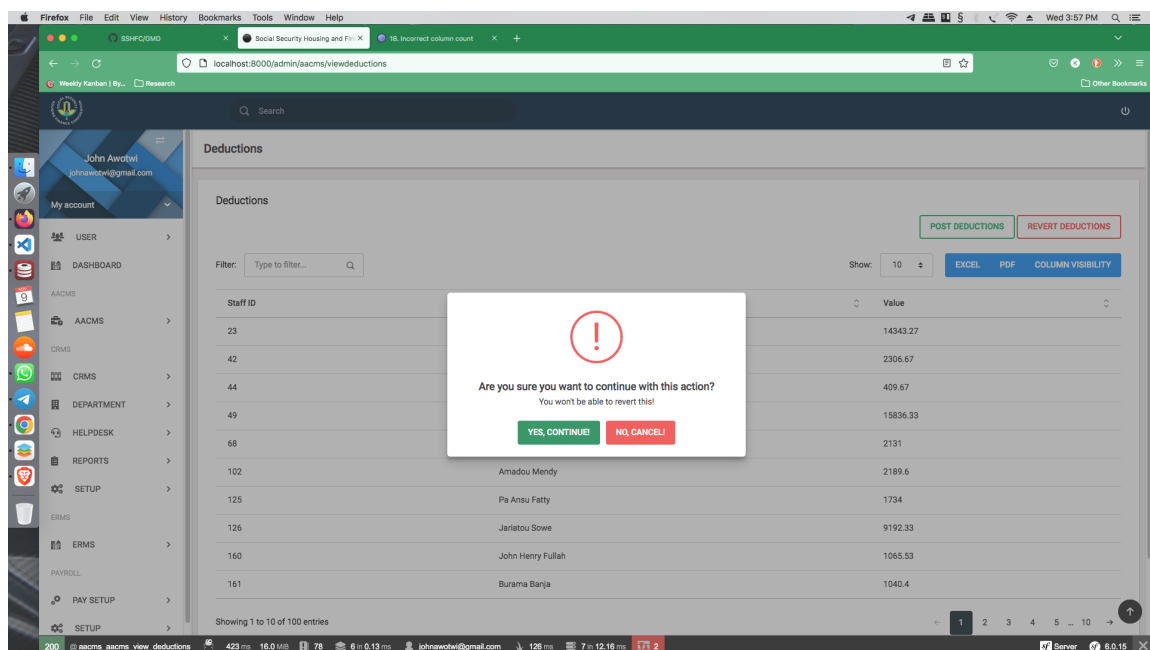 Firefox File Edit View History Bookmarks Tools Window Help
Wed 3:57 PM
SSHFC/GMD
Social Security Housing and Fin
18. Incorrect column count
localhost:8000/admin/aacms/viewdeductions
Weekly Kanban | By... Research
Other Bookmarks
Search
John Awotwi
johnawotwi@gmail.com
My account
USER
DASHBOARD
AACMS
AACMS
CRMS
CRMS
DEPARTMENT
HELPDESK
REPORTS
SETUP
ERMS
ERMS
PAYROLL
PAY SETUP
SETUP
Deductions
Deductions
POST DEDUCTIONS REVERT DEDUCTIONS
Filter: Type to filter...
Show: 10 EXCEL PDF COLUMN VISIBILITY
Staff ID Value
23 14343.27
42 2306.67
44 409.67
49 15836.33
68 2131
102 Amadou Mendy 2189.6
125 Pa Ansu Fatty 1734
126 Jariatou Sowe 9192.33
160 John Henry Fullah 1065.53
161 Burama Banja 1040.4
Are you sure you want to continue with this action?
You won't be able to revert this!
YES, CONTINUE! NO, CANCEL!
Showing 1 to 10 of 100 entries
← 1 2 3 4 5 … 10 →
200 @ aacms_aacms_view_deductions 423 ms 16.0 MiB 78 6 in 0.13 ms johnawotwi@gmail.com 126 ms 7 in 12.16 ms 2 Server 6.0.15